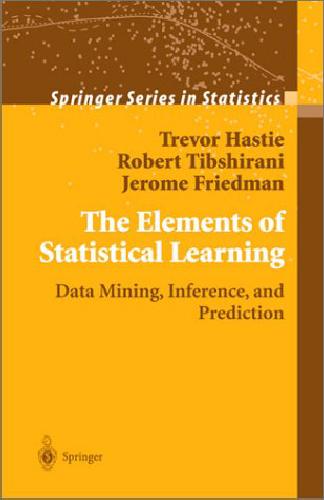 Springer Series in Statistics
Trevor Hastie
Robert Tibshirani
Jerome Friedman
The Elements of
Statistical Learning
Data Mining, Inference, and
Prediction
Springer